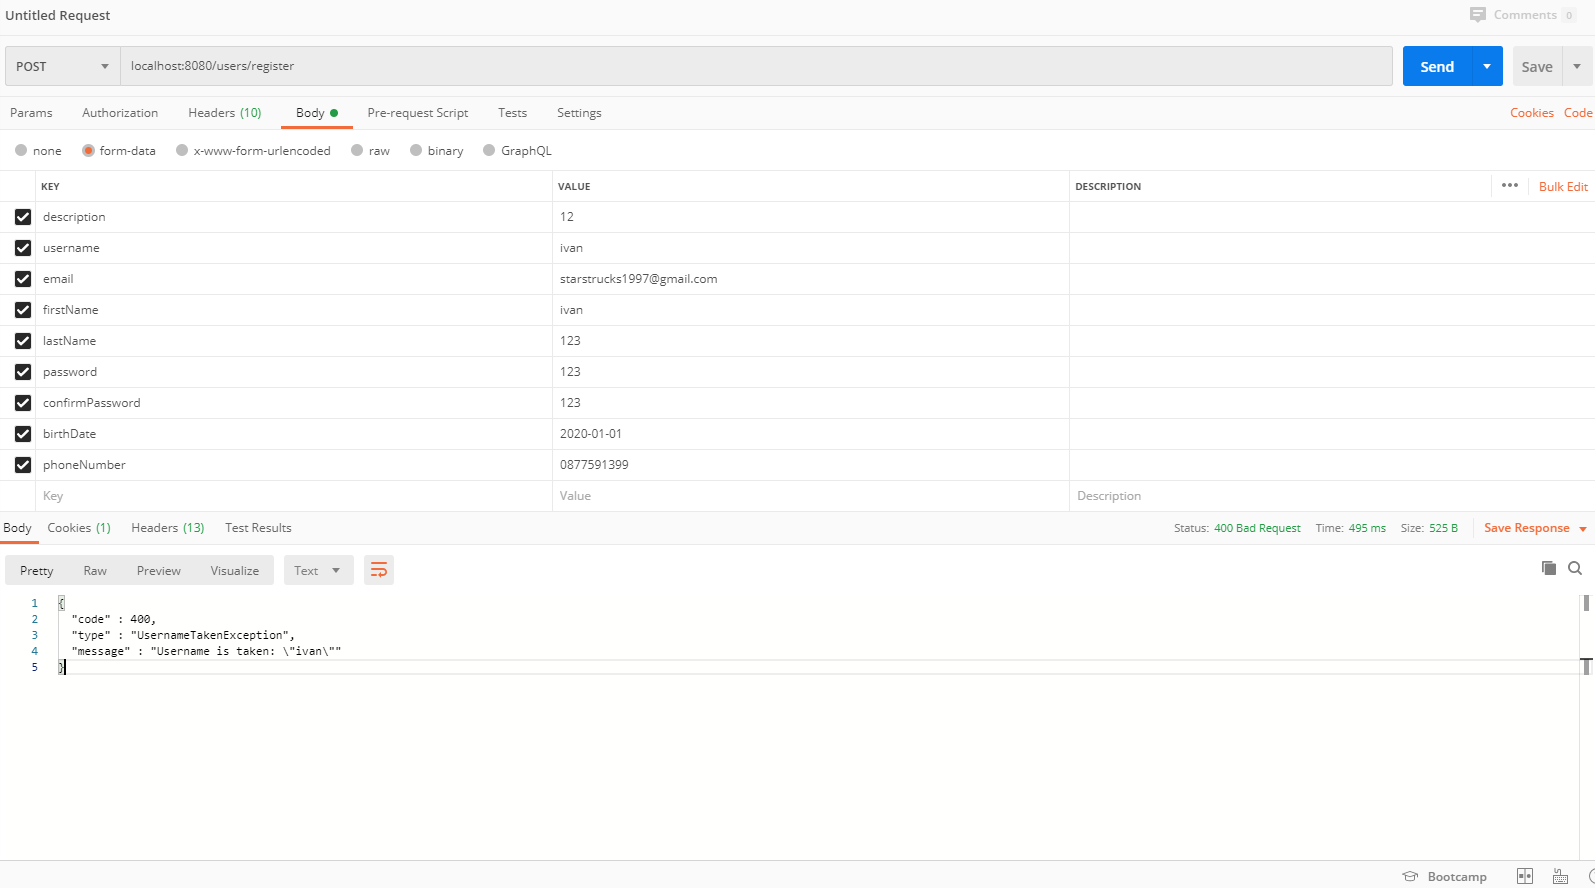 Untitled Request
Comments 0
POST localhost:8080/users/register Send Save
Params Authorization Headers (10) Body Pre-request Script Tests Settings Cookies Code
none form-data x-www-form-urlencoded raw binary GraphQL
KEY VALUE DESCRIPTION ••• Bulk Edit
description 12
username ivan
email starstrucks1997@gmail.com
firstName ivan
lastName 123
password 123
confirmPassword 123
birthDate 2020-01-01
phoneNumber 0877591399
Key Value Description
Body Cookies (1) Headers (13) Test Results Status: 400 Bad Request Time: 495 ms Size: 525 B Save Response
Pretty Raw Preview Visualize Text
1 {
2 "code" : 400,
3 "type" : "UsernameTakenException",
4 "message" : "Username is taken: \"ivan\""
5 }
Bootcamp